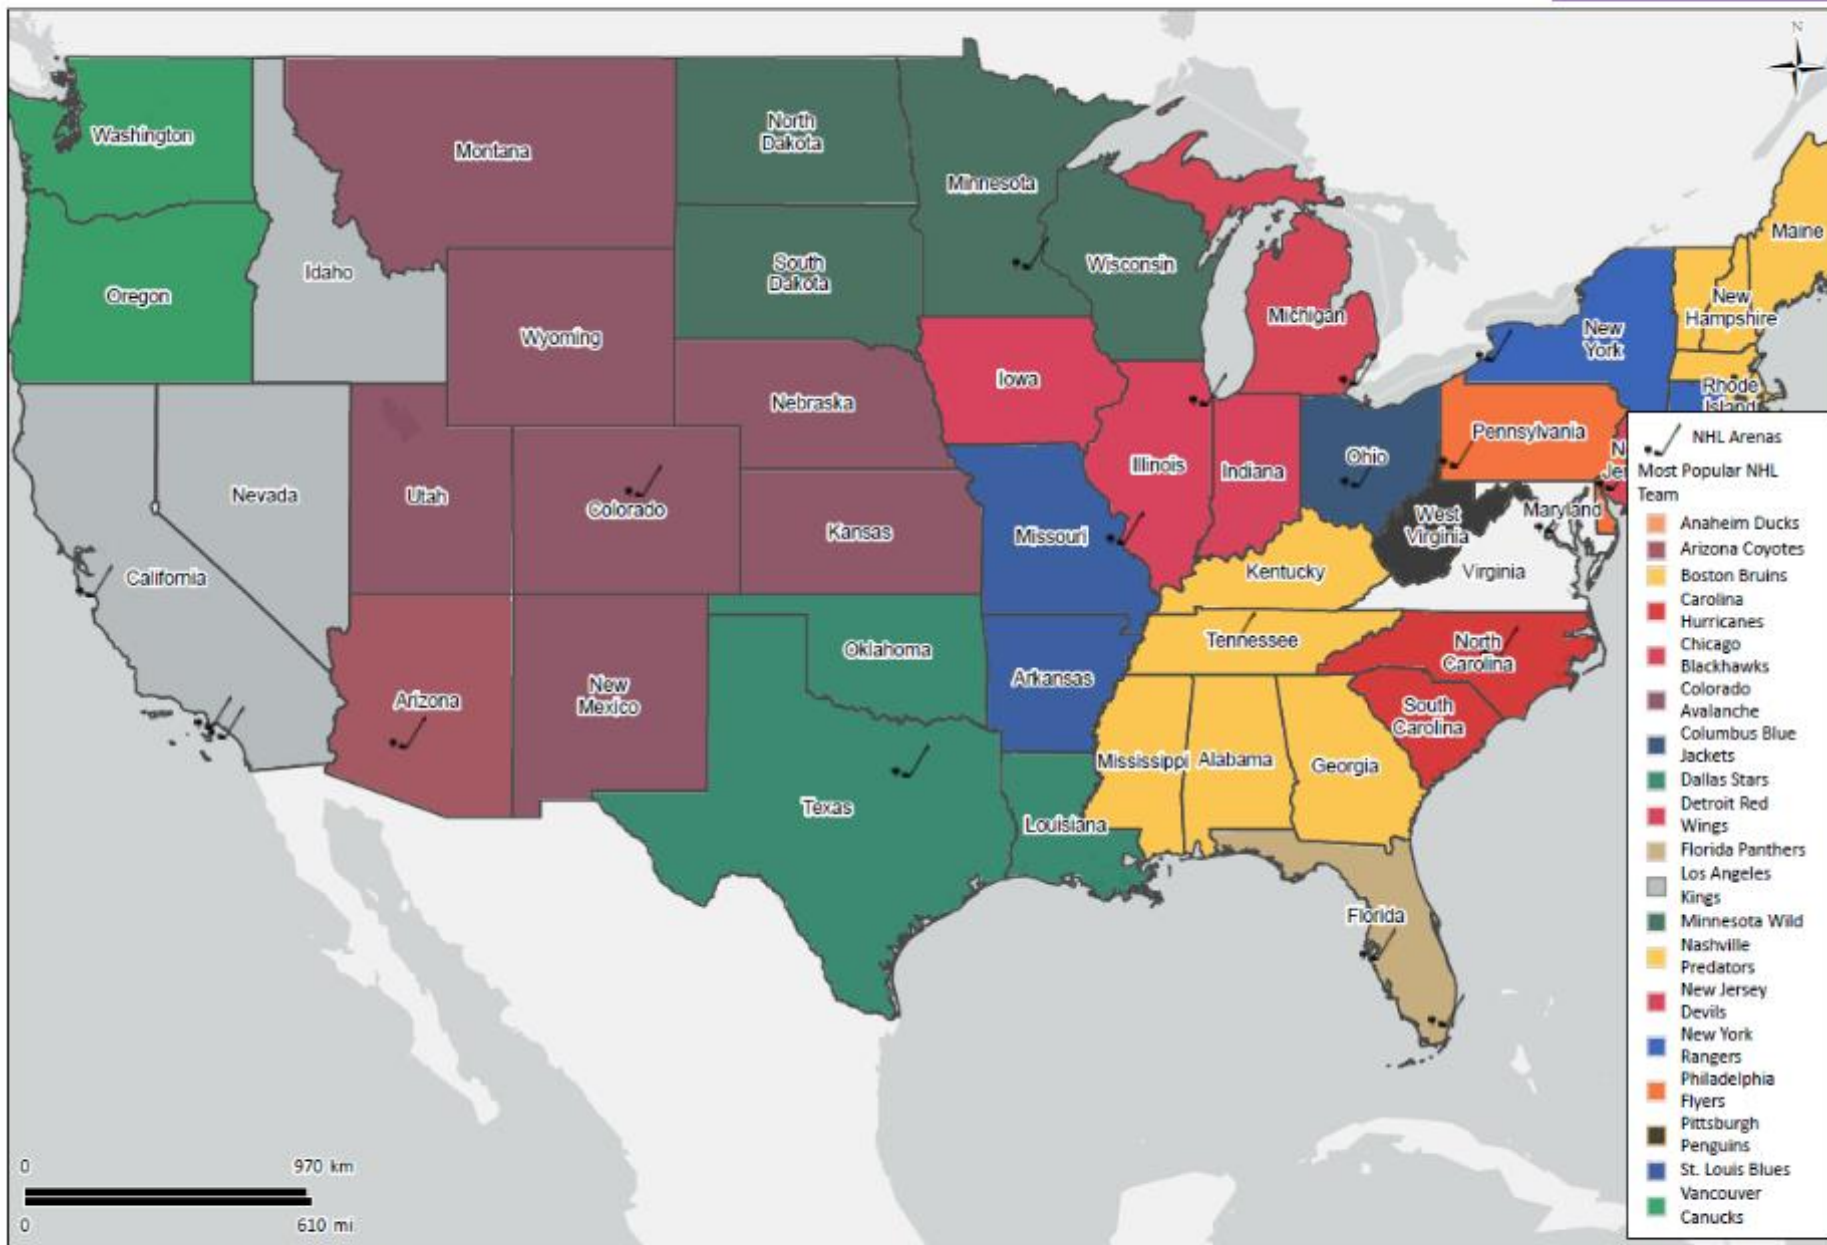 N
Washington
Montana
North
Dakota
Minnesota
Maine
Idaho
South
Dakota
Wisconsin
Oregon
Michigan
New
Hampshire
New
York
Wyoming
Iowa
Rhode
Island
Nebraska
Pennsylvania
Nevada
Utah
Colorado
Illinois
Indiana
Ohio
Kansas
Missouri
West
Virginia
Maryland
California
Kentucky
Virginia
Oklahoma
Tennessee
North
Carolina
Arizona
New
Mexico
Arkansas
South
Carolina
Mississippi
Alabama
Georgia
Texas
Louisiana
Florida
NHL Arenas
Most Popular NHL
Team
Anaheim Ducks
Arizona Coyotes
Boston Bruins
Carolina
Hurricanes
Chicago
Blackhawks
Colorado
Avalanche
Columbus Blue
Jackets
Dallas Stars
Detroit Red
Wings
Florida Panthers
Los Angeles
Kings
Minnesota Wild
Nashville
Predators
New Jersey
Devils
New York
Rangers
Philadelphia
Flyers
Pittsburgh
Penguins
St. Louis Blues
Vancouver
Canucks
0 970 km
0 610 mi